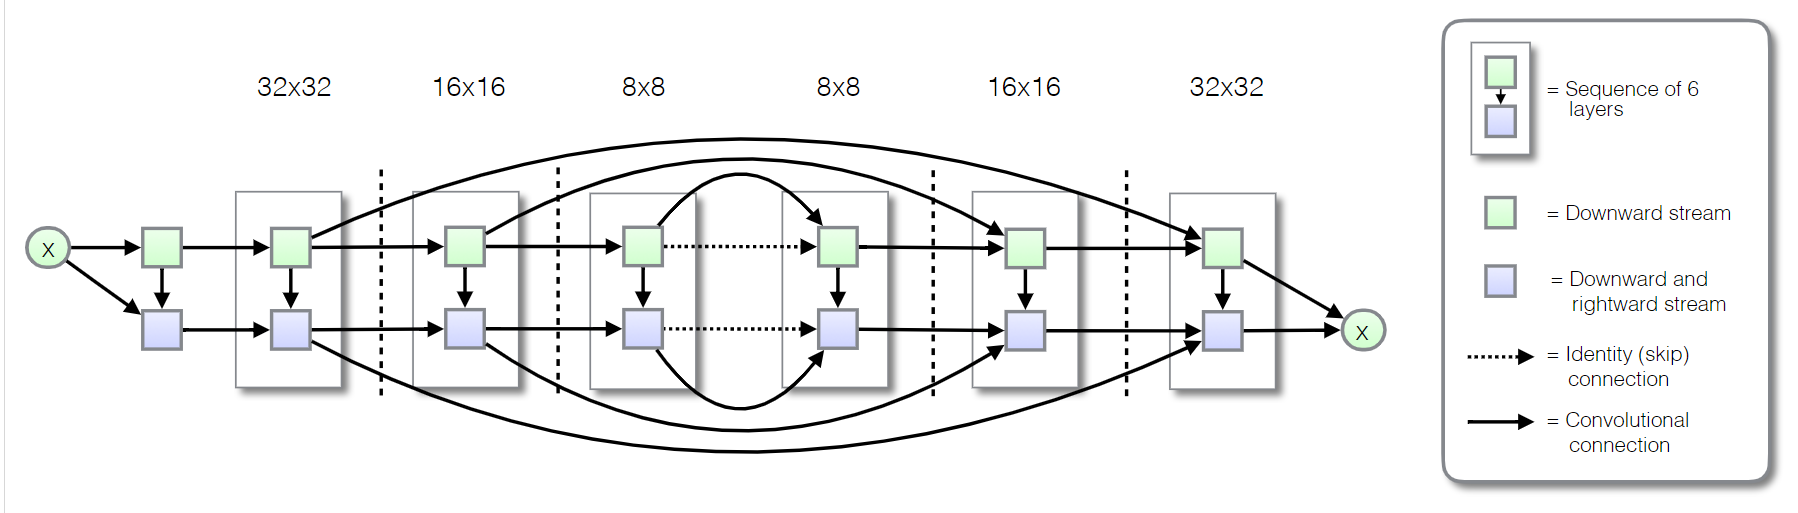 32x32
16x16
8x8
8x8
16x16
32x32
x
x
= Sequence of 6
layers
= Downward stream
= Downward and
rightward stream
= Identity (skip)
connection
= Convolutional
connection